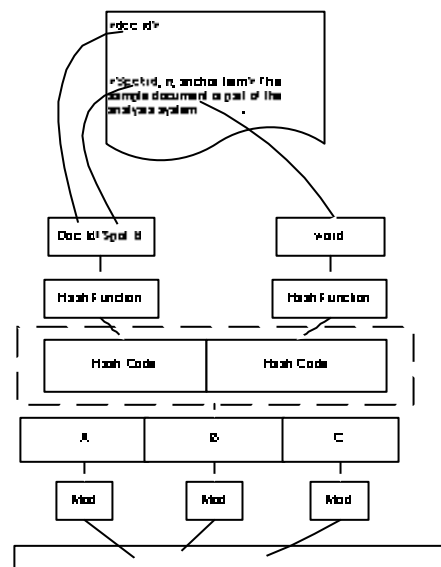 <doc id>
<Spot id, n, anchor term> The
sample document is part of the
analysis system .
Doc Id/Spot Id
word
Hash Function
Hash Function
Hash Code
Hash Code
A
B
C
Mod
Mod
Mod